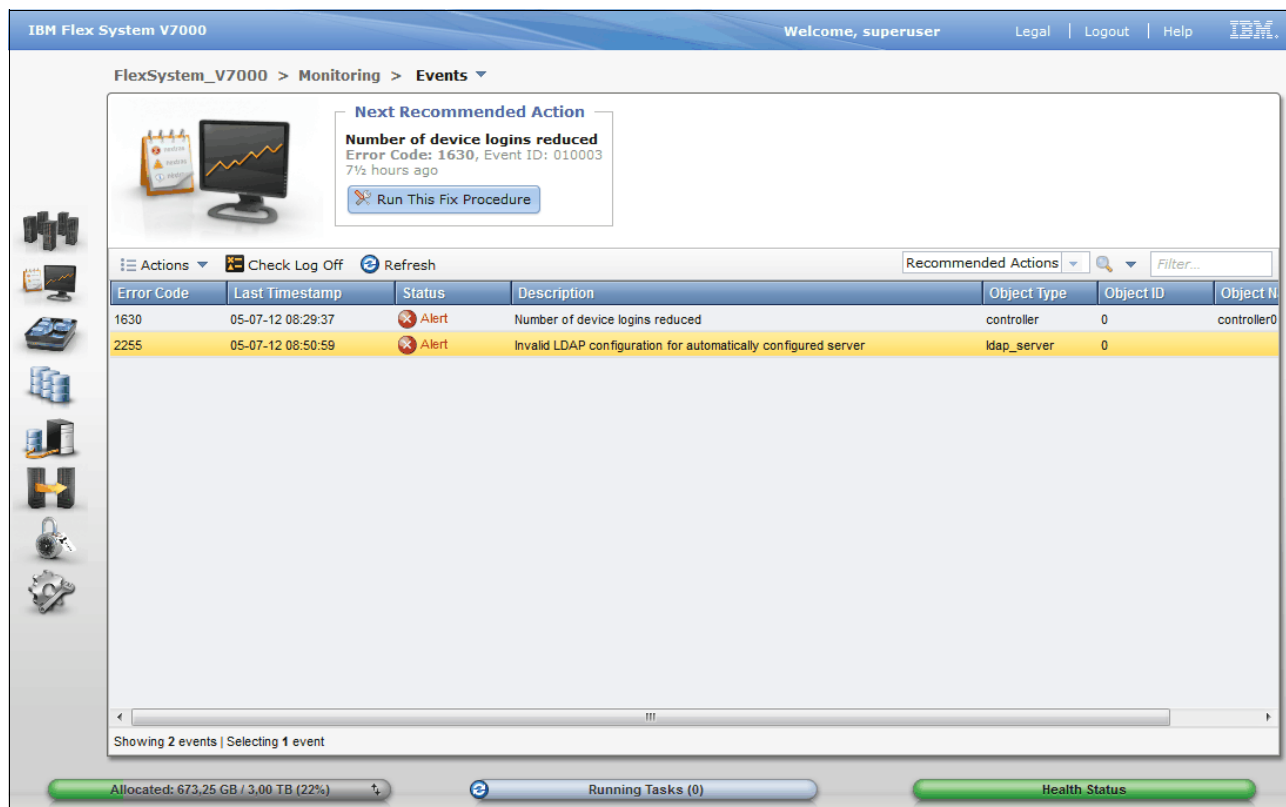 IBM Flex System V7000
Welcome, superuser
Legal | Logout | Help
IBM.
FlexSystem_V7000 > Monitoring > Events
Next Recommended Action
Number of device logins reduced
Error Code: 1630, Event ID: 010003
7½ hours ago
Run This Fix Procedure
Actions Check Log Off Refresh
Recommended Actions Filter...
Error Code Last Timestamp Status Description Object Type Object ID Object N
1630 05-07-12 08:29:37 Alert Number of device logins reduced controller 0 controller0
2255 05-07-12 08:50:59 Alert Invalid LDAP configuration for automatically configured server ldap_server 0
Showing 2 events | Selecting 1 event
Allocated: 673,25 GB / 3,00 TB (22%)
Running Tasks (0)
Health Status